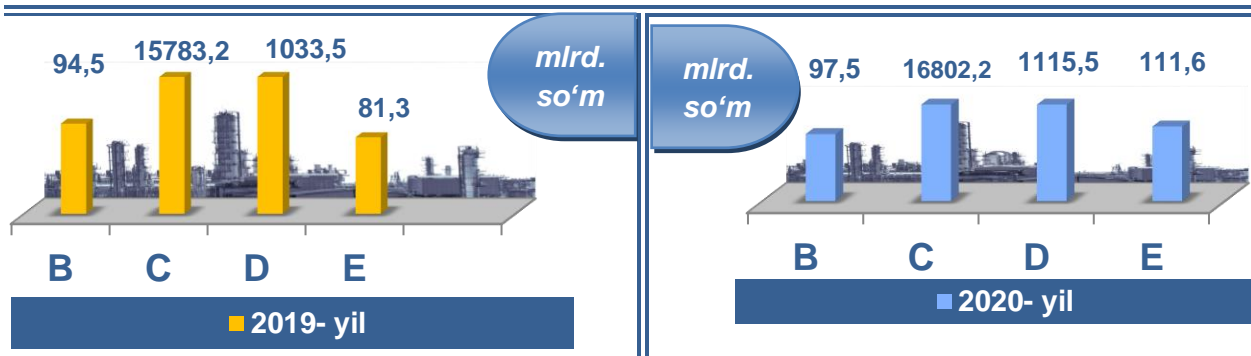 94,5
15783,2
1033,5
81,3
mlrd.
so‘m
B C D E
2019- yil
mlrd.
so‘m
97,5
16802,2
1115,5
111,6
B C D E
2020- yil